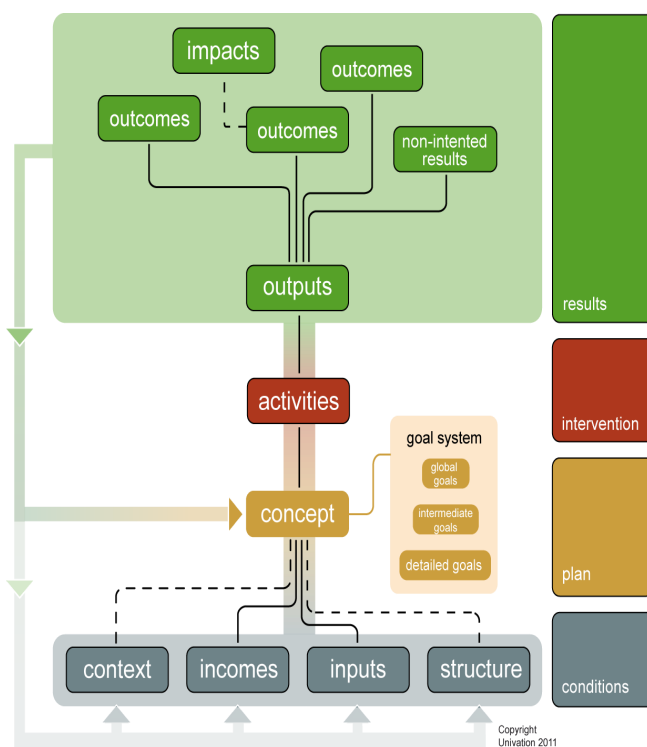 impacts
outcomes
outcomes
outcomes
non-intented
results
outputs
results
activities
intervention
goal system
global
goals
intermediate
goals
detailed goals
concept
plan
context
incomes
inputs
structure
conditions
Copyright
Univation 2011